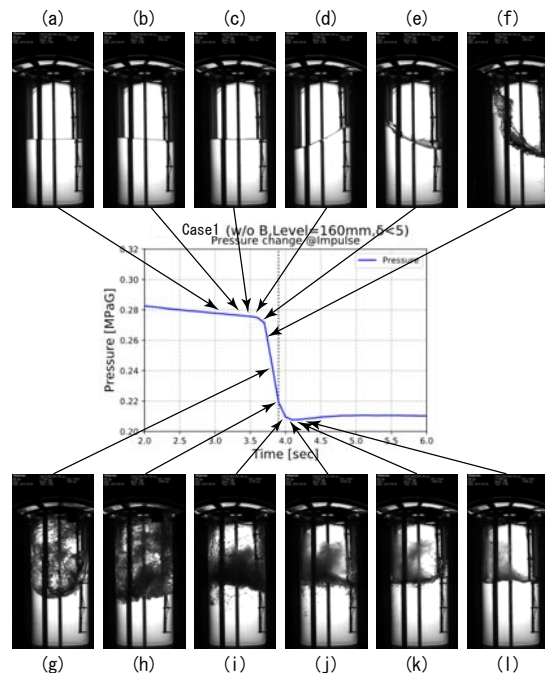 (a) (b) (c) (d) (e) (f)
Case1 (w/o B,Level=160mm,δ<5)
Pressure change @Impulse
Pressure
0.32
0.30
0.28
0.26
0.24
0.22
0.20
Pressure [MPaG]
2.0 2.5 3.0 3.5 4.0 4.5 5.0 5.5 6.0
Time [sec]
(g) (h) (i) (j) (k) (l)